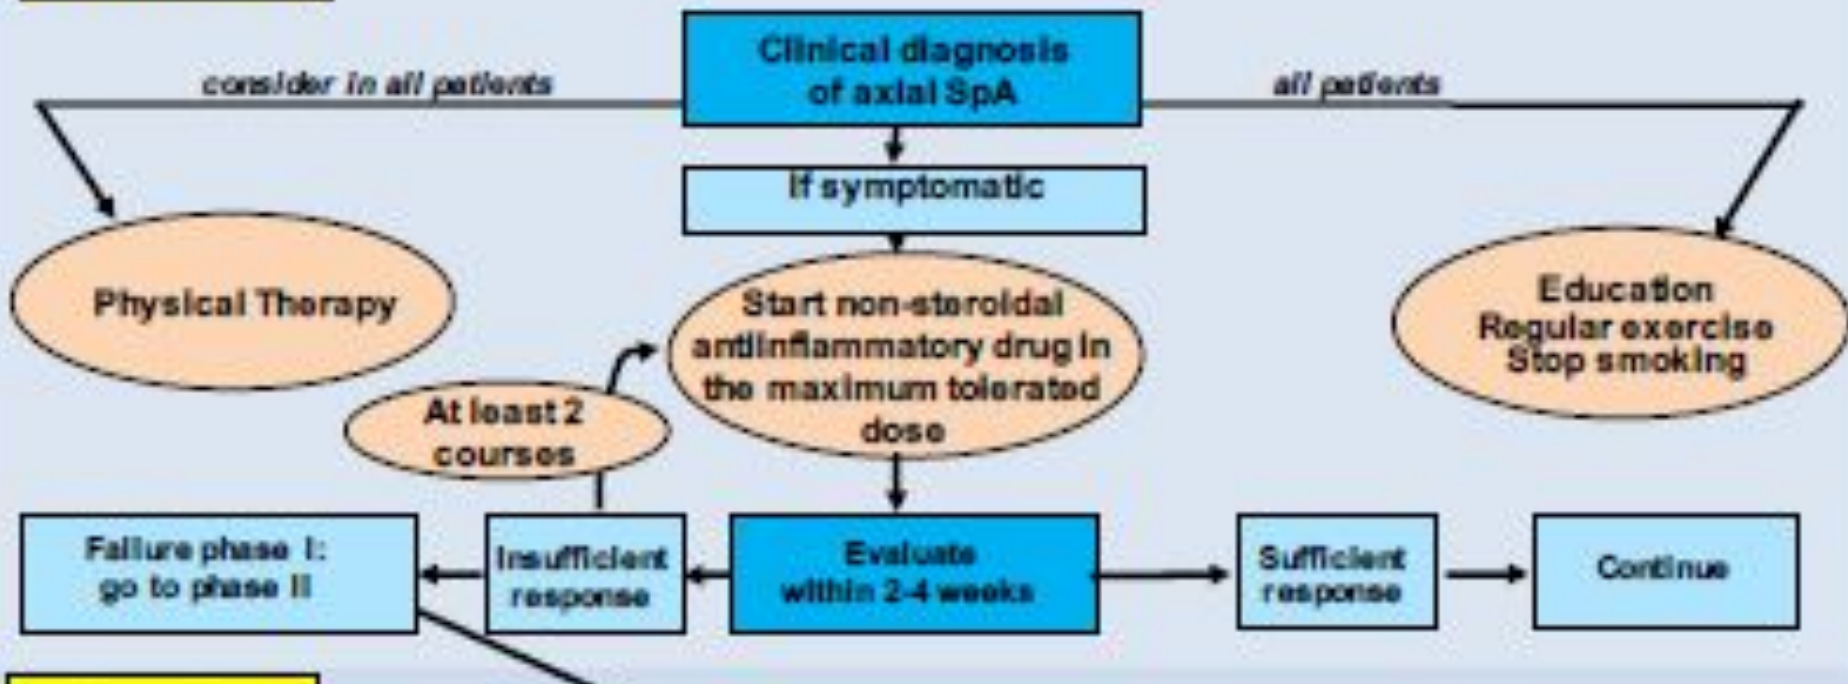 Clinical diagnosis
of axial SpA
consider in all patients
all patients
If symptomatic
Physical Therapy
Start non-steroidal
antiinflammatory drug in
the maximum tolerated
dose
Education
Regular exercise
Stop smoking
At least 2
courses
Failure phase I:
go to phase II
Insufficient
response
Evaluate
within 2-4 weeks
Sufficient
response
Continue